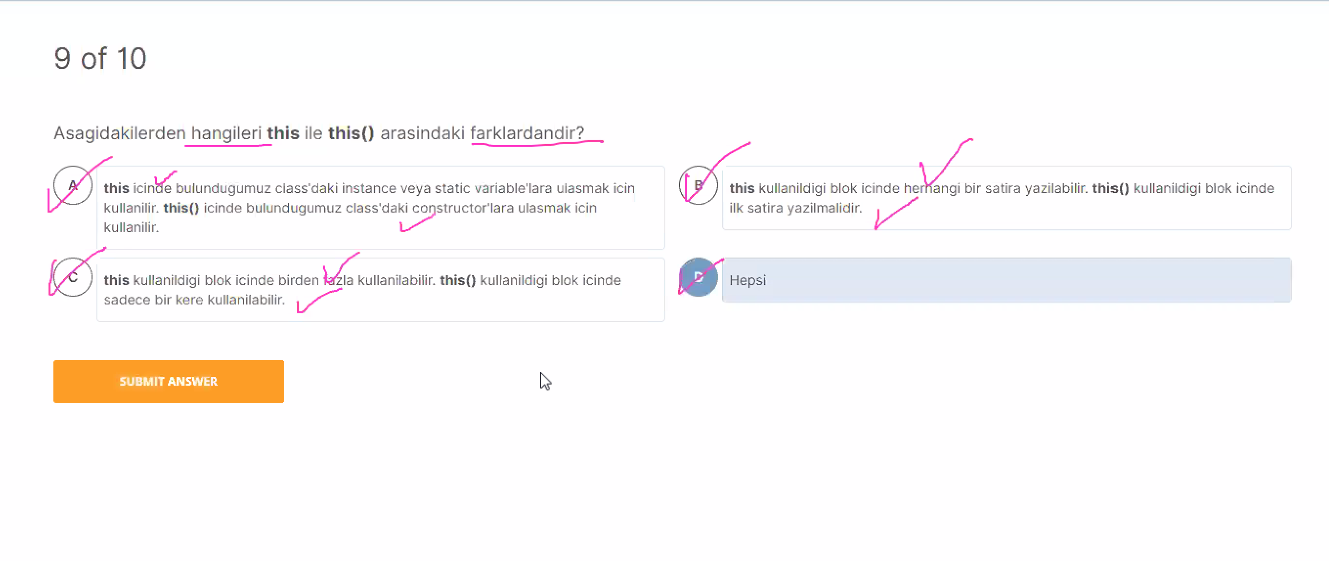 9 of 10
Asagidakilerden hangileri this ile this() arasindaki farklardandir?
A
this icinde bulundugumuz class'daki instance veya static variable'lara ulasmak icin
kullanilir. this() icinde bulundugumuz class'daki constructor'lara ulasmak icin
kullanilir.
B
this kullanildigi blok icinde herhangi bir satira yazilabilir. this() kullanildigi blok icinde
ilk satira yazilmalidir.
C
this kullanildigi blok icinde birden fazla kullanilabilir. this() kullanildigi blok icinde
sadece bir kere kullanilabilir.
D
Hepsi
SUBMIT ANSWER